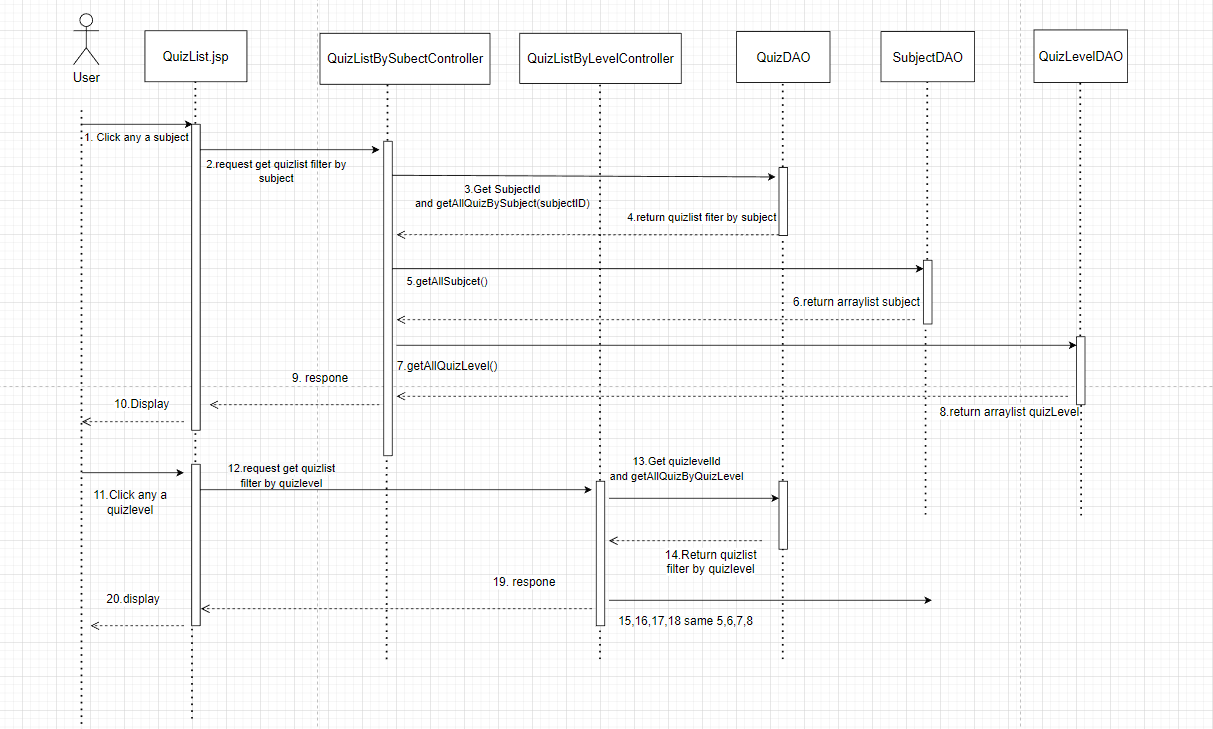 User
QuizList.jsp
QuizListBySubectController
QuizListByLevelController
QuizDAO
SubjectDAO
QuizLevelDAO
1. Click any a subject
2.request get quizlist filter by
subject
3.Get SubjectId
and getAllQuizBySubject(subjectID)
4.return quizlist fiter by subject
5.getAllSubjcet()
6.return arraylist subject
7.getAllQuizLevel()
8.return arraylist quizLevel
9. respone
10.Display
11.Click any a
quizlevel
12.request get quizlist
filter by quizlevel
13.Get quizlevelId
and getAllQuizByQuizLevel
14.Return quizlist
filter by quizlevel
15,16,17,18 same 5,6,7,8
19. respone
20.display